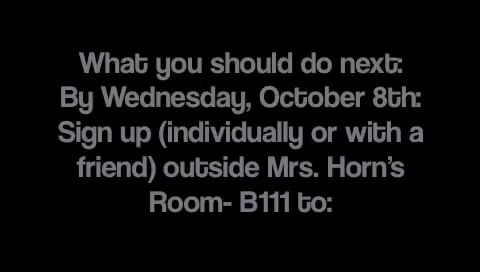 What you should do next:
By Wednesday, October 8th:
Sign up (individually or with a
friend) outside Mrs. Horn's
Room- B111 to: